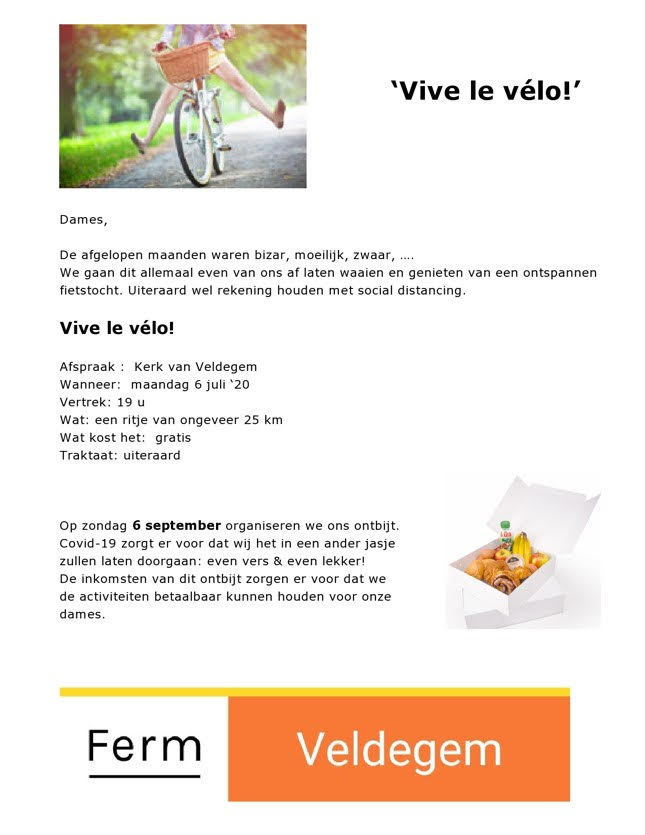 ‘Vive le vélo!’
Dames,
De afgelopen maanden waren bizar, moeilijk, zwaar, ....
We gaan dit allemaal even van ons af laten waaien en genieten van een ontspannen
fietstocht. Uiteraard wel rekening houden met social distancing.
Vive le vélo!
Afspraak :  Kerk van Veldegem
Wanneer:  maandag 6 juli ‘20
Vertrek: 19 u
Wat: een ritje van ongeveer 25 km
Wat kost het:  gratis
Traktaat: uiteraard
Op zondag 6 september organiseren we ons ontbijt.
Covid-19 zorgt er voor dat wij het in een ander jasje
zullen laten doorgaan: even vers & even lekker!
De inkomsten van dit ontbijt zorgen er voor dat we
de activiteiten betaalbaar kunnen houden voor onze
dames.
Ferm
Veldegem